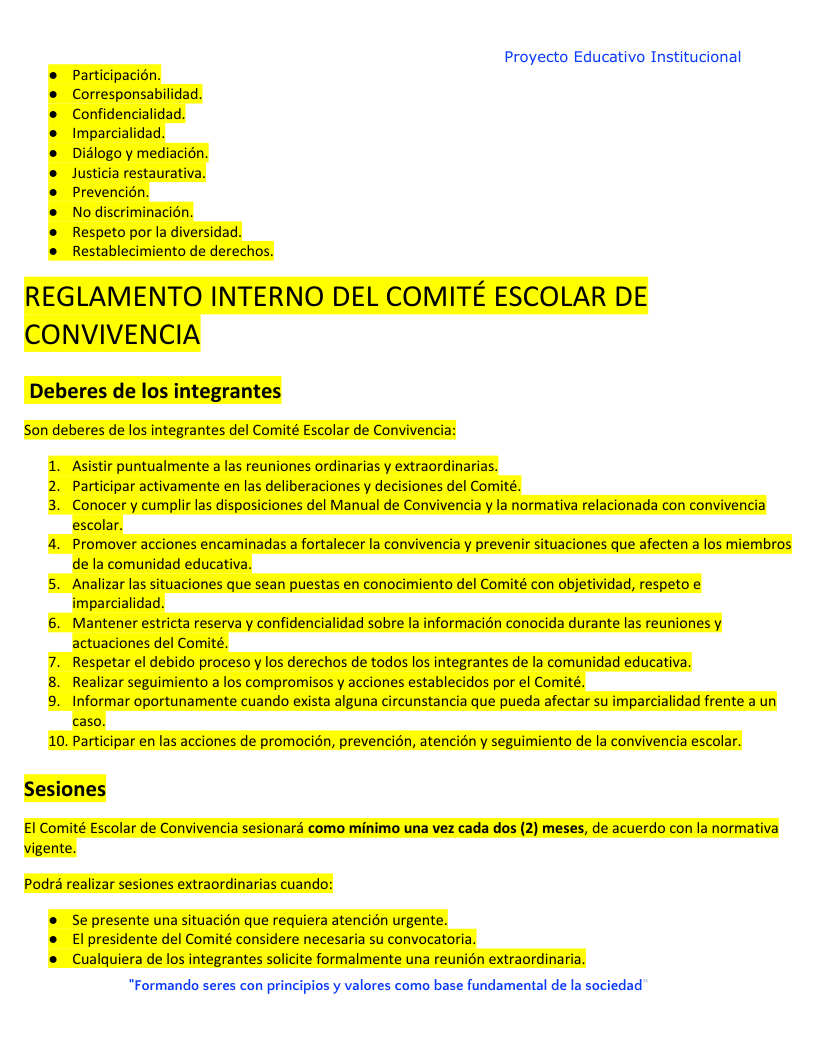 Proyecto Educativo Institucional
● Participación.
● Corresponsabilidad.
● Confidencialidad.
● Imparcialidad.
● Diálogo y mediación.
● Justicia restaurativa.
● Prevención.
● No discriminación.
● Respeto por la diversidad.
● Restablecimiento de derechos.
REGLAMENTO INTERNO DEL COMITÉ ESCOLAR DE
CONVIVENCIA
Deberes de los integrantes
Son deberes de los integrantes del Comité Escolar de Convivencia:
1. Asistir puntualmente a las reuniones ordinarias y extraordinarias.
2. Participar activamente en las deliberaciones y decisiones del Comité.
3. Conocer y cumplir las disposiciones del Manual de Convivencia y la normativa relacionada con convivencia
escolar.
4. Promover acciones encaminadas a fortalecer la convivencia y prevenir situaciones que afecten a los miembros
de la comunidad educativa.
5. Analizar las situaciones que sean puestas en conocimiento del Comité con objetividad, respeto e
imparcialidad.
6. Mantener estricta reserva y confidencialidad sobre la información conocida durante las reuniones y
actuaciones del Comité.
7. Respetar el debido proceso y los derechos de todos los integrantes de la comunidad educativa.
8. Realizar seguimiento a los compromisos y acciones establecidos por el Comité.
9. Informar oportunamente cuando exista alguna circunstancia que pueda afectar su imparcialidad frente a un
caso.
10. Participar en las acciones de promoción, prevención, atención y seguimiento de la convivencia escolar.
Sesiones
El Comité Escolar de Convivencia sesionará como mínimo una vez cada dos (2) meses, de acuerdo con la normativa
vigente.
Podrá realizar sesiones extraordinarias cuando:
● Se presente una situación que requiera atención urgente.
● El presidente del Comité considere necesaria su convocatoria.
● Cualquiera de los integrantes solicite formalmente una reunión extraordinaria.
"Formando seres con principios y valores como base fundamental de la sociedad"